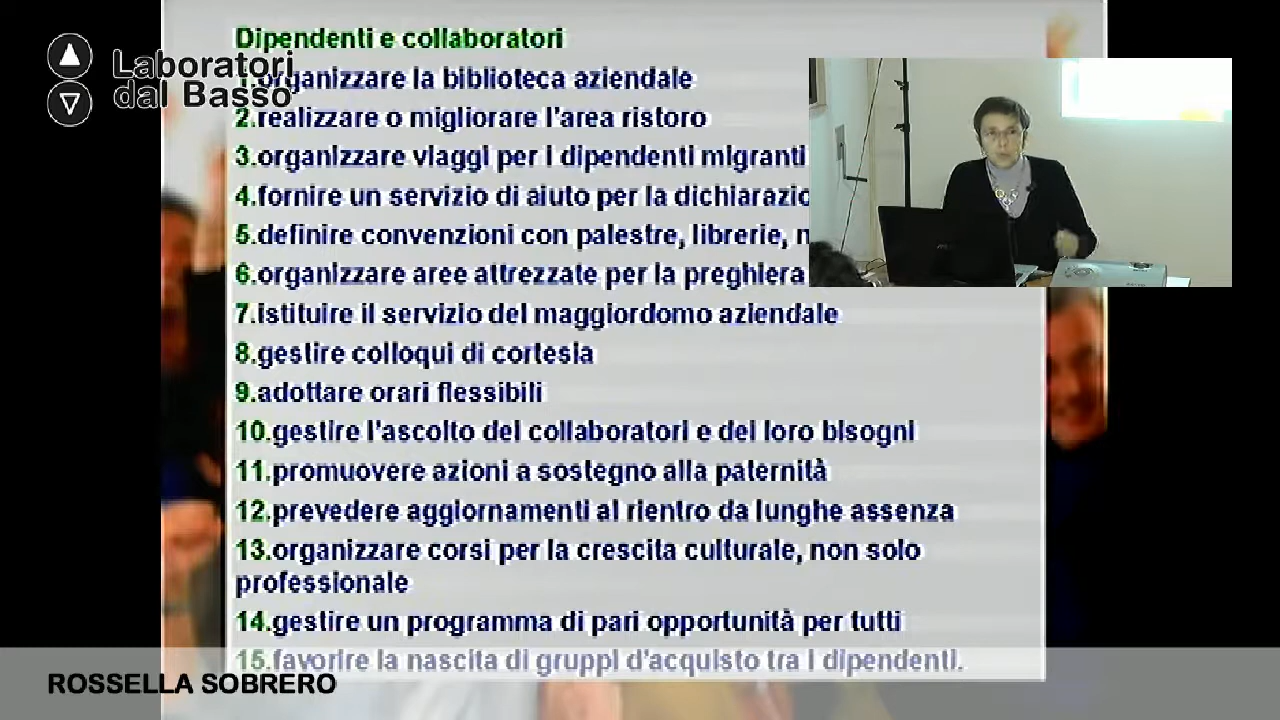 Dipendenti e collaboratori
Laboratori
dal Basso
1.organizzare la biblioteca aziendale
2.realizzare o migliorare l'area ristoro
3.organizzare viaggi per i dipendenti migranti
4.fornire un servizio di aiuto per la
5.definire convenzioni con palestre, librerie,
6.organizzare aree attrezzate per la preghiera
7.istituire il servizio del maggiordomo aziendale
8.gestire colloqui di cortesia
9.adottare orari flessibili
10.gestire l'ascolto dei collaboratori e dei loro bisogni
11.promuovere azioni a sostegno alla paternità
12.prevedere aggiornamenti al rientro da lunghe assenza
13.organizzare corsi per la crescita culturale, non solo
professionale
14.gestire un programma di pari opportunità per tutti
15.favorire la nascita di gruppi d'acquisto tra i dipendenti.
ROSSELLA SOBRERO